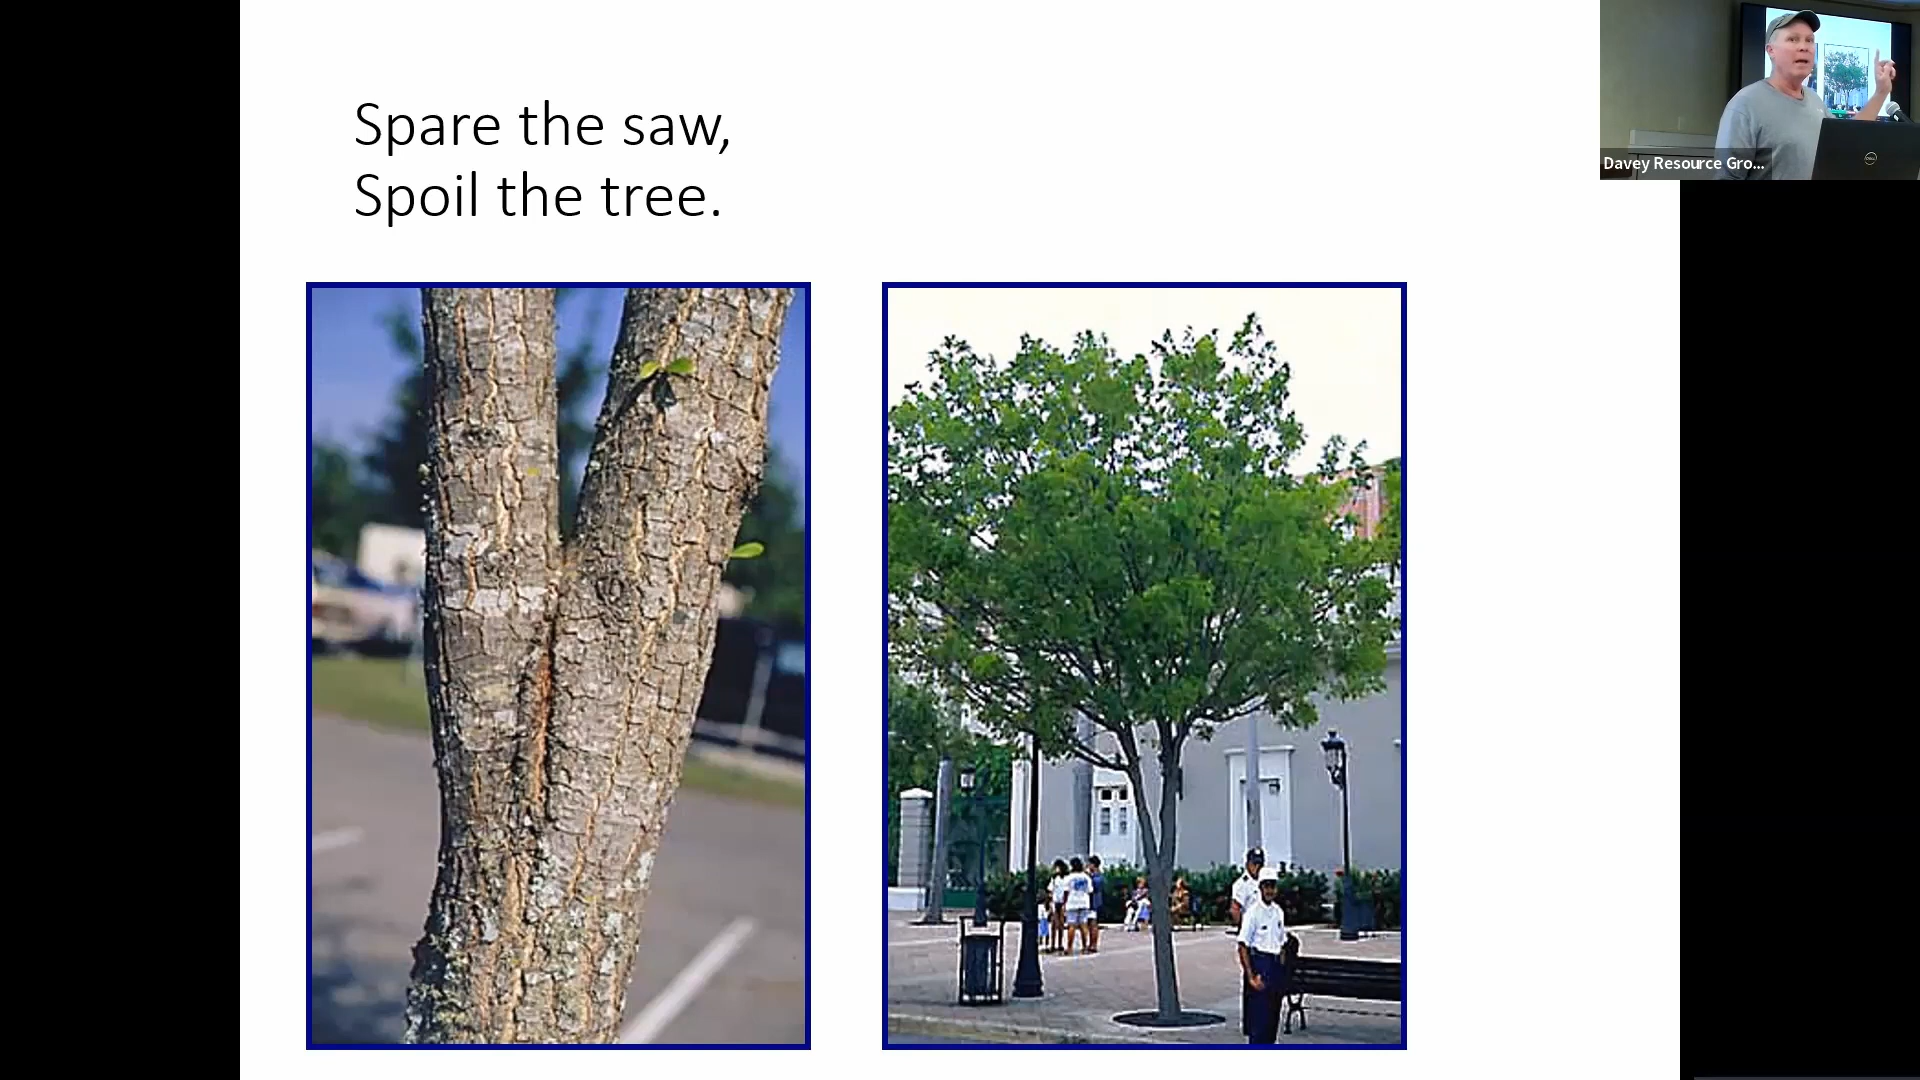 Spare the saw,
Spoil the tree.
Davey Resource Gro...